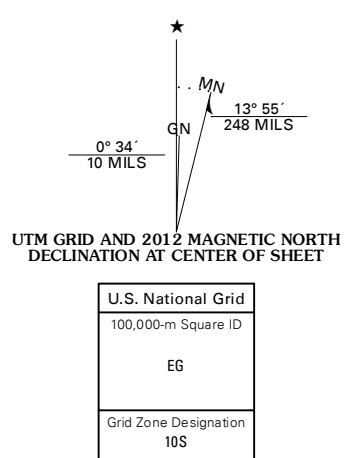 ★
MN
13° 55´
248 MILS
GN
0° 34´
10 MILS
UTM GRID AND 2012 MAGNETIC NORTH
DECLINATION AT CENTER OF SHEET
U.S. National Grid
100,000-m Square ID
EG
Grid Zone Designation
10S